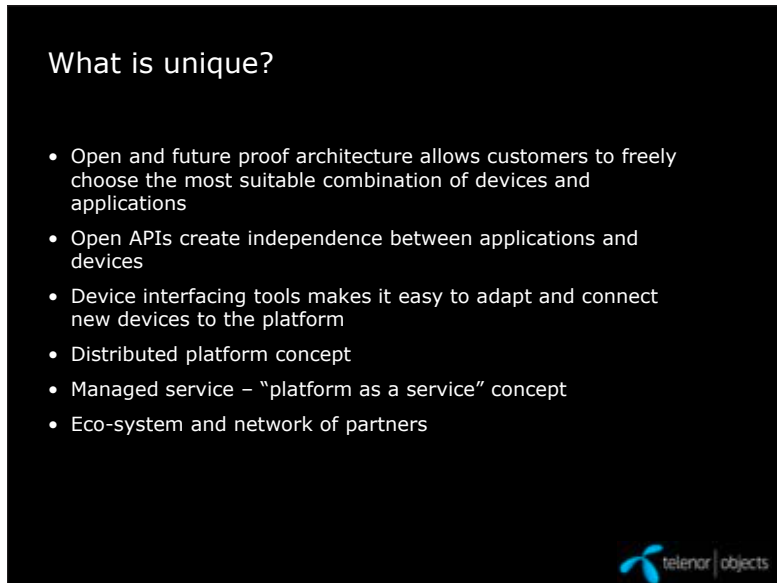 What is unique?
• Open and future proof architecture allows customers to freely
choose the most suitable combination of devices and
applications
• Open APIs create independence between applications and
devices
• Device interfacing tools makes it easy to adapt and connect
new devices to the platform
• Distributed platform concept
• Managed service – “platform as a service” concept
• Eco-system and network of partners
telenor | objects